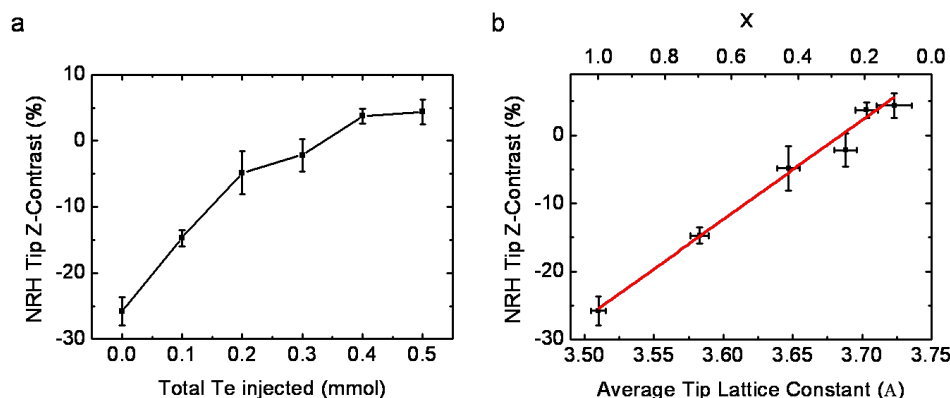 a
NRH Tip Z-Contrast (%)
10
0
-10
-20
-30
0.0 0.1 0.2 0.3 0.4 0.5
Total Te injected (mmol)
b
X
1.0 0.8 0.6 0.4 0.2 0.0
NRH Tip Z-Contrast (%)
0
-10
-20
-30
3.50 3.55 3.60 3.65 3.70 3.75
Average Tip Lattice Constant (A)